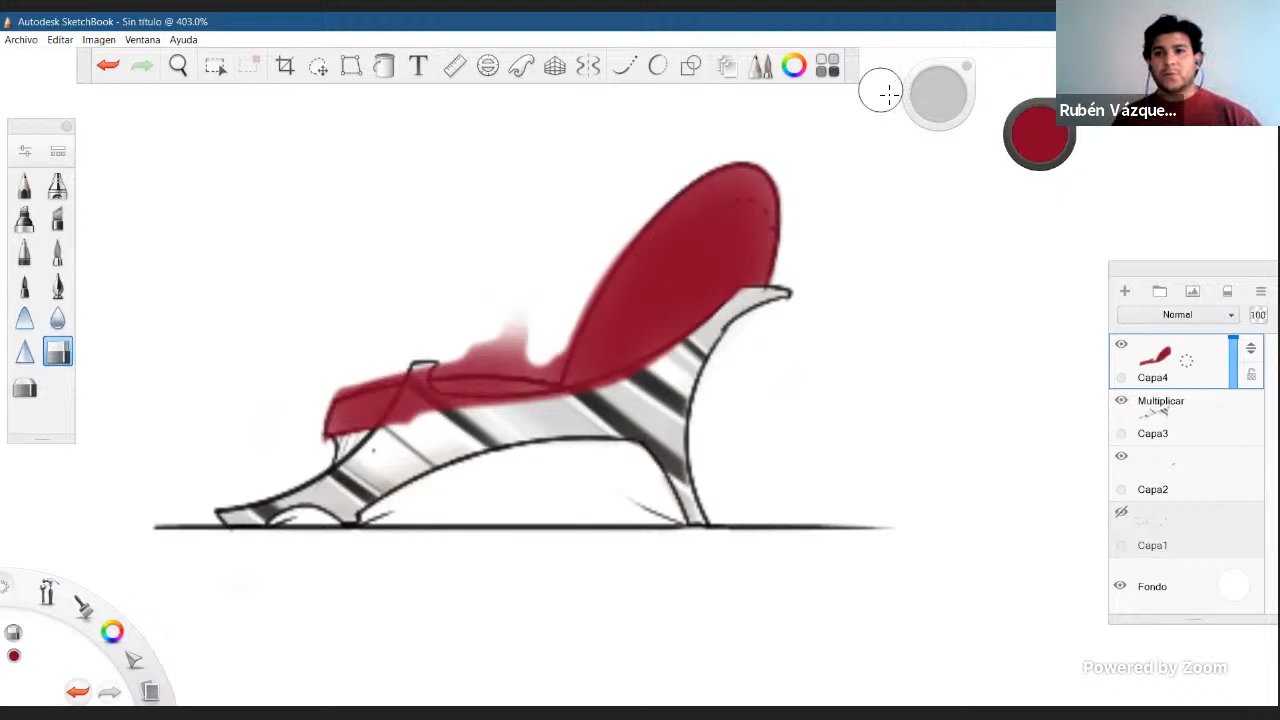 Autodesk SketchBook - Sin título @ 403.0%
Archivo Editar Imagen Ventana Ayuda
T
Rubén Vázque...
Normal
100
Capa4
Multiplicar
Capa3
Capa2
Capa1
Fondo
Powered by Zoom